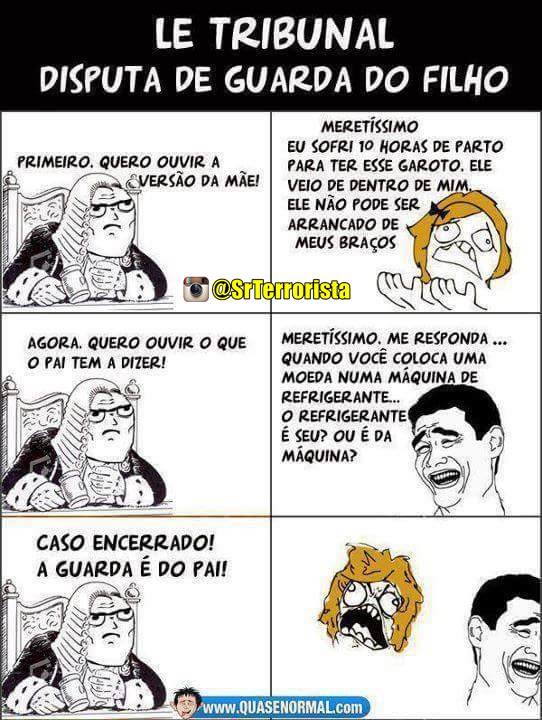 LE TRIBUNAL
DISPUTA DE GUARDA DO FILHO
PRIMEIRO. QUERO OUVIR A
VERSÃO DA MÃE!
MERETÍSSIMO
EU SOFRI 10 HORAS DE PARTO
PARA TER ESSE GAROTO. ELE
VEIO DE DENTRO DE MIM.
ELE NÃO PODE SER
ARRANCADO DE
MEUS BRAÇOS
@SrTerrorista
AGORA. QUERO OUVIR O QUE
O PAI TEM A DIZER!
MERETÍSSIMO. ME RESPONDA ...
QUANDO VOCÊ COLOCA UMA
MOEDA NUMA MÁQUINA DE
REFRIGERANTE...
O REFRIGERANTE
É SEU? OU É DA
MÁQUINA?
CASO ENCERRADO!
A GUARDA É DO PAI!
www.QUASENORMAL.com